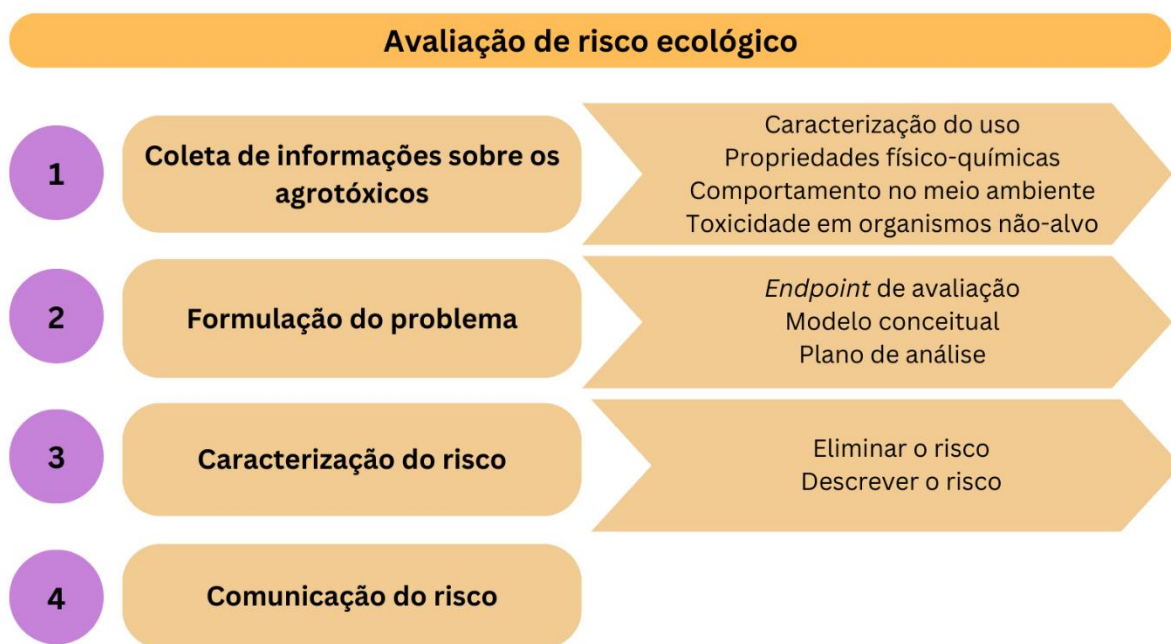 Avaliação de risco ecológico
1
Coleta de informações sobre os
agrotóxicos
Caracterização do uso
Propriedades físico-químicas
Comportamento no meio ambiente
Toxicidade em organismos não-alvo
2
Formulação do problema
Endpoint de avaliação
Modelo conceitual
Plano de análise
3
Caracterização do risco
Eliminar o risco
Descrever o risco
4
Comunicação do risco